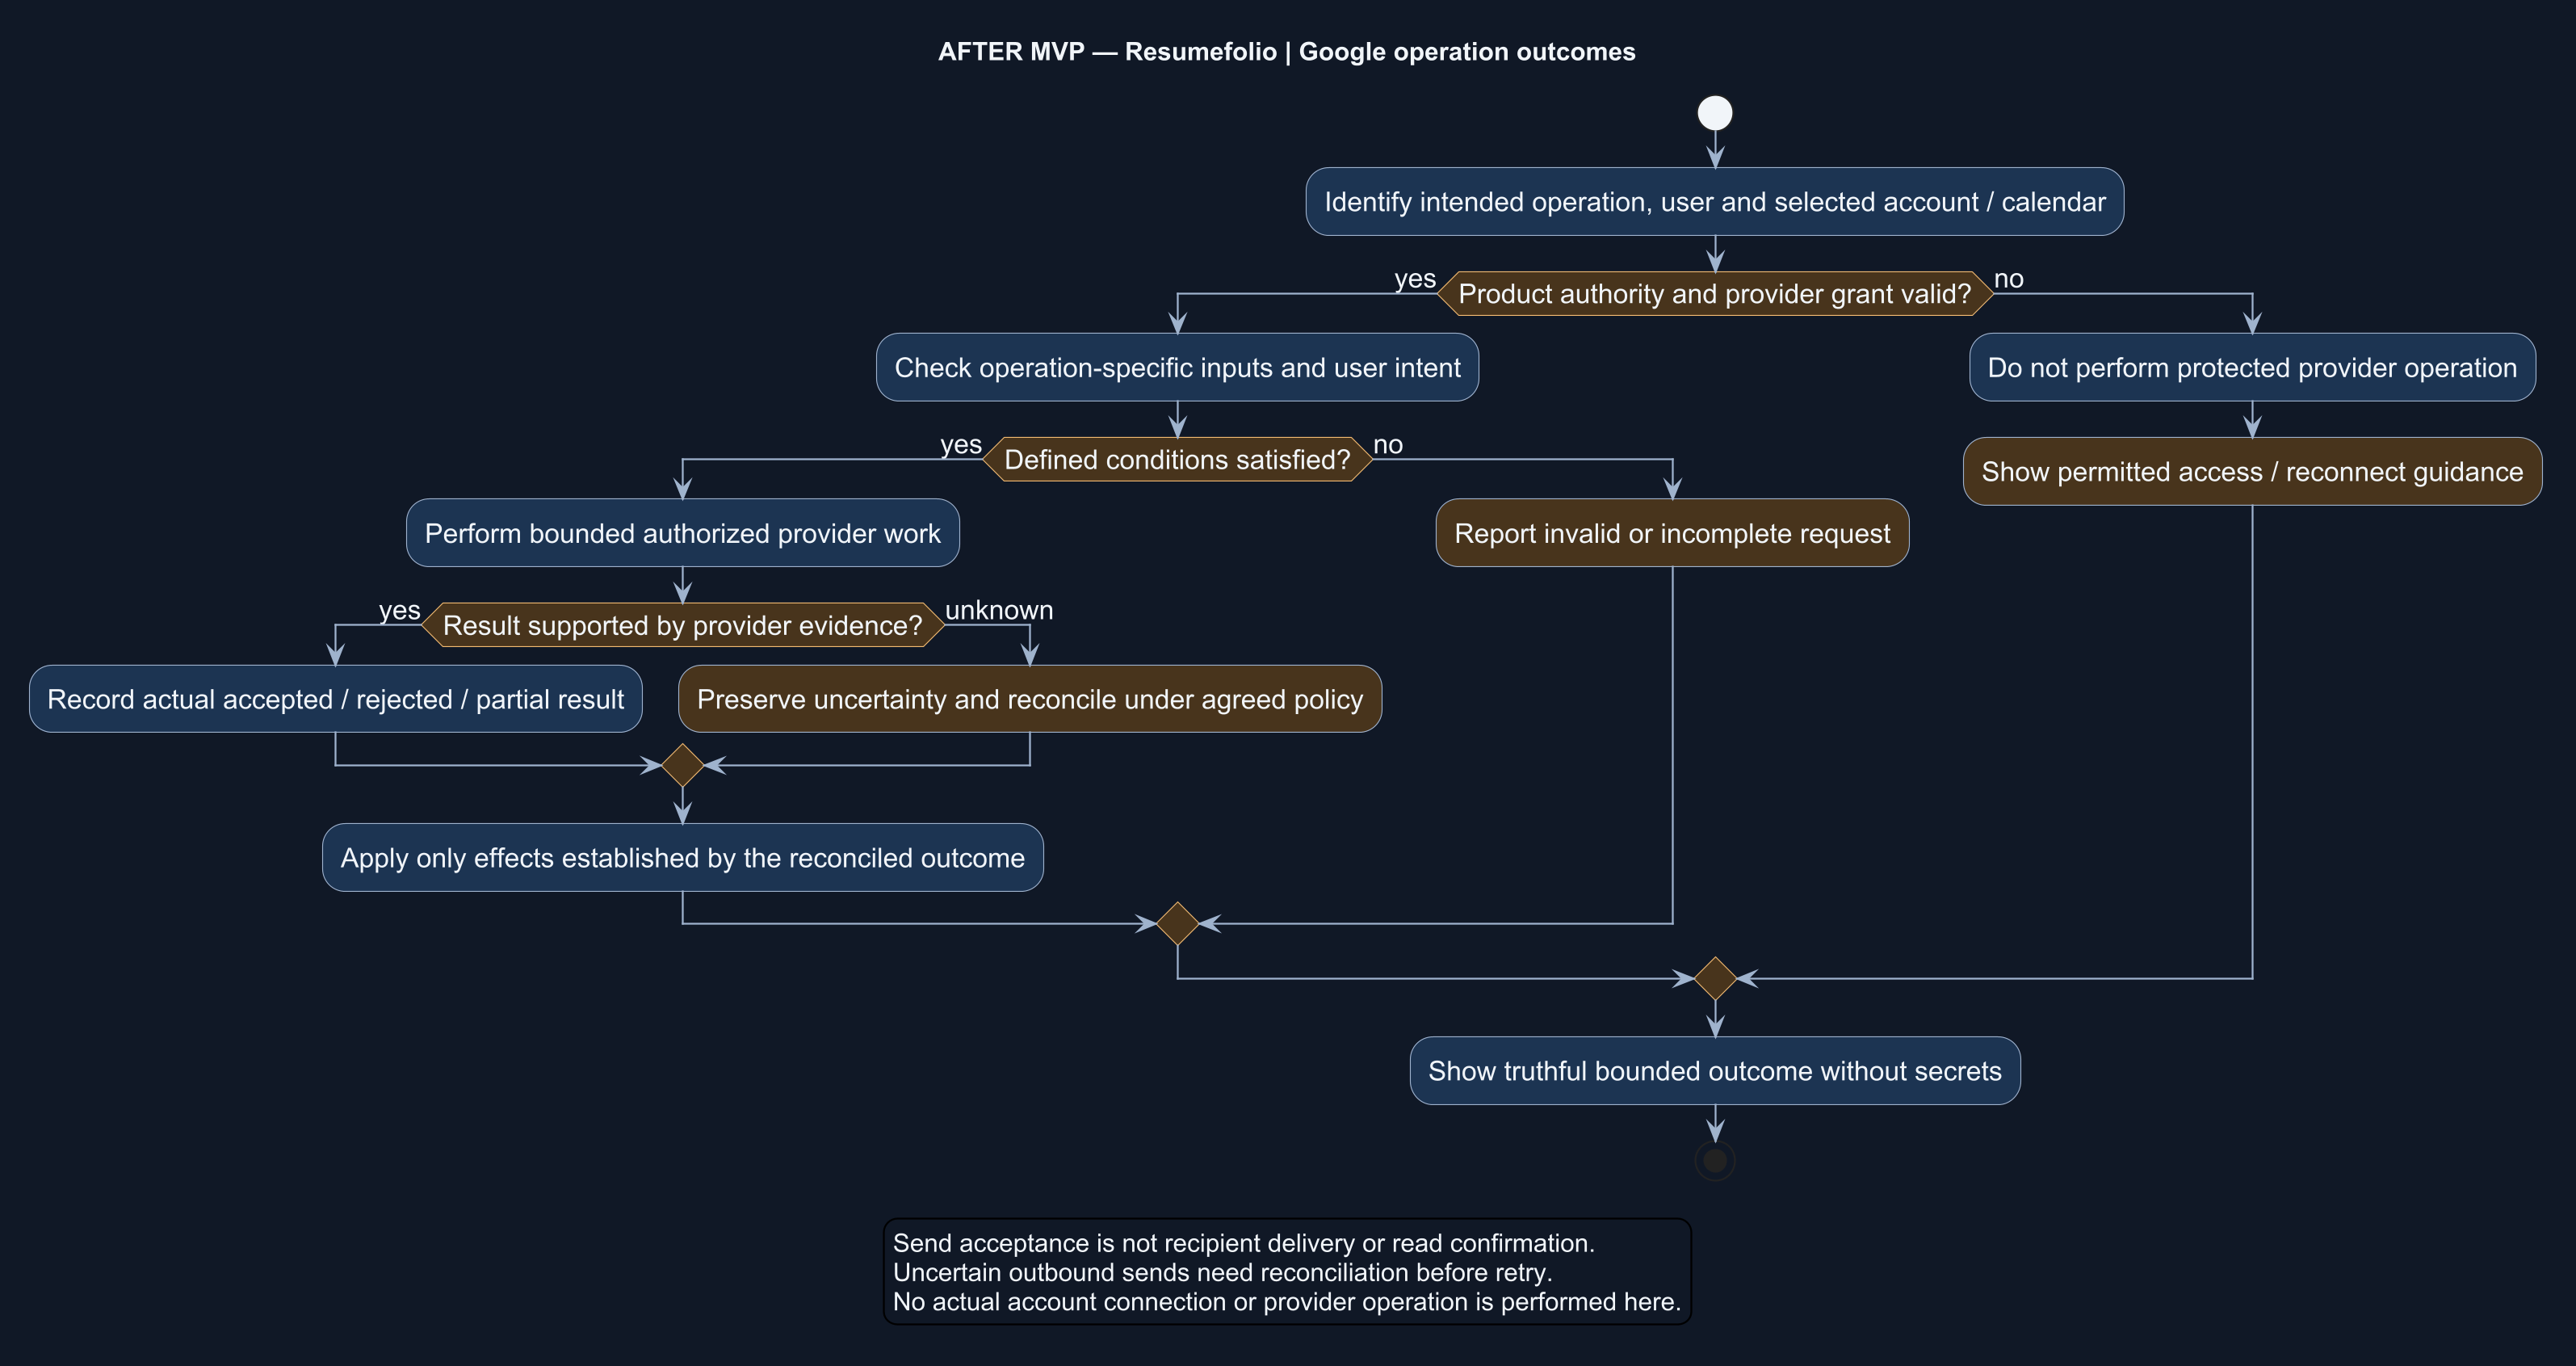 AFTER MVP — Resumefolio | Google operation outcomes
Identify intended operation, user and selected account / calendar
yes
Product authority and provider grant valid?
no
Check operation-specific inputs and user intent
Do not perform protected provider operation
yes
Defined conditions satisfied?
no
Show permitted access / reconnect guidance
Perform bounded authorized provider work
Report invalid or incomplete request
yes
Result supported by provider evidence?
unknown
Record actual accepted / rejected / partial result
Preserve uncertainty and reconcile under agreed policy
Apply only effects established by the reconciled outcome
Show truthful bounded outcome without secrets
Send acceptance is not recipient delivery or read confirmation.
Uncertain outbound sends need reconciliation before retry.
No actual account connection or provider operation is performed here.